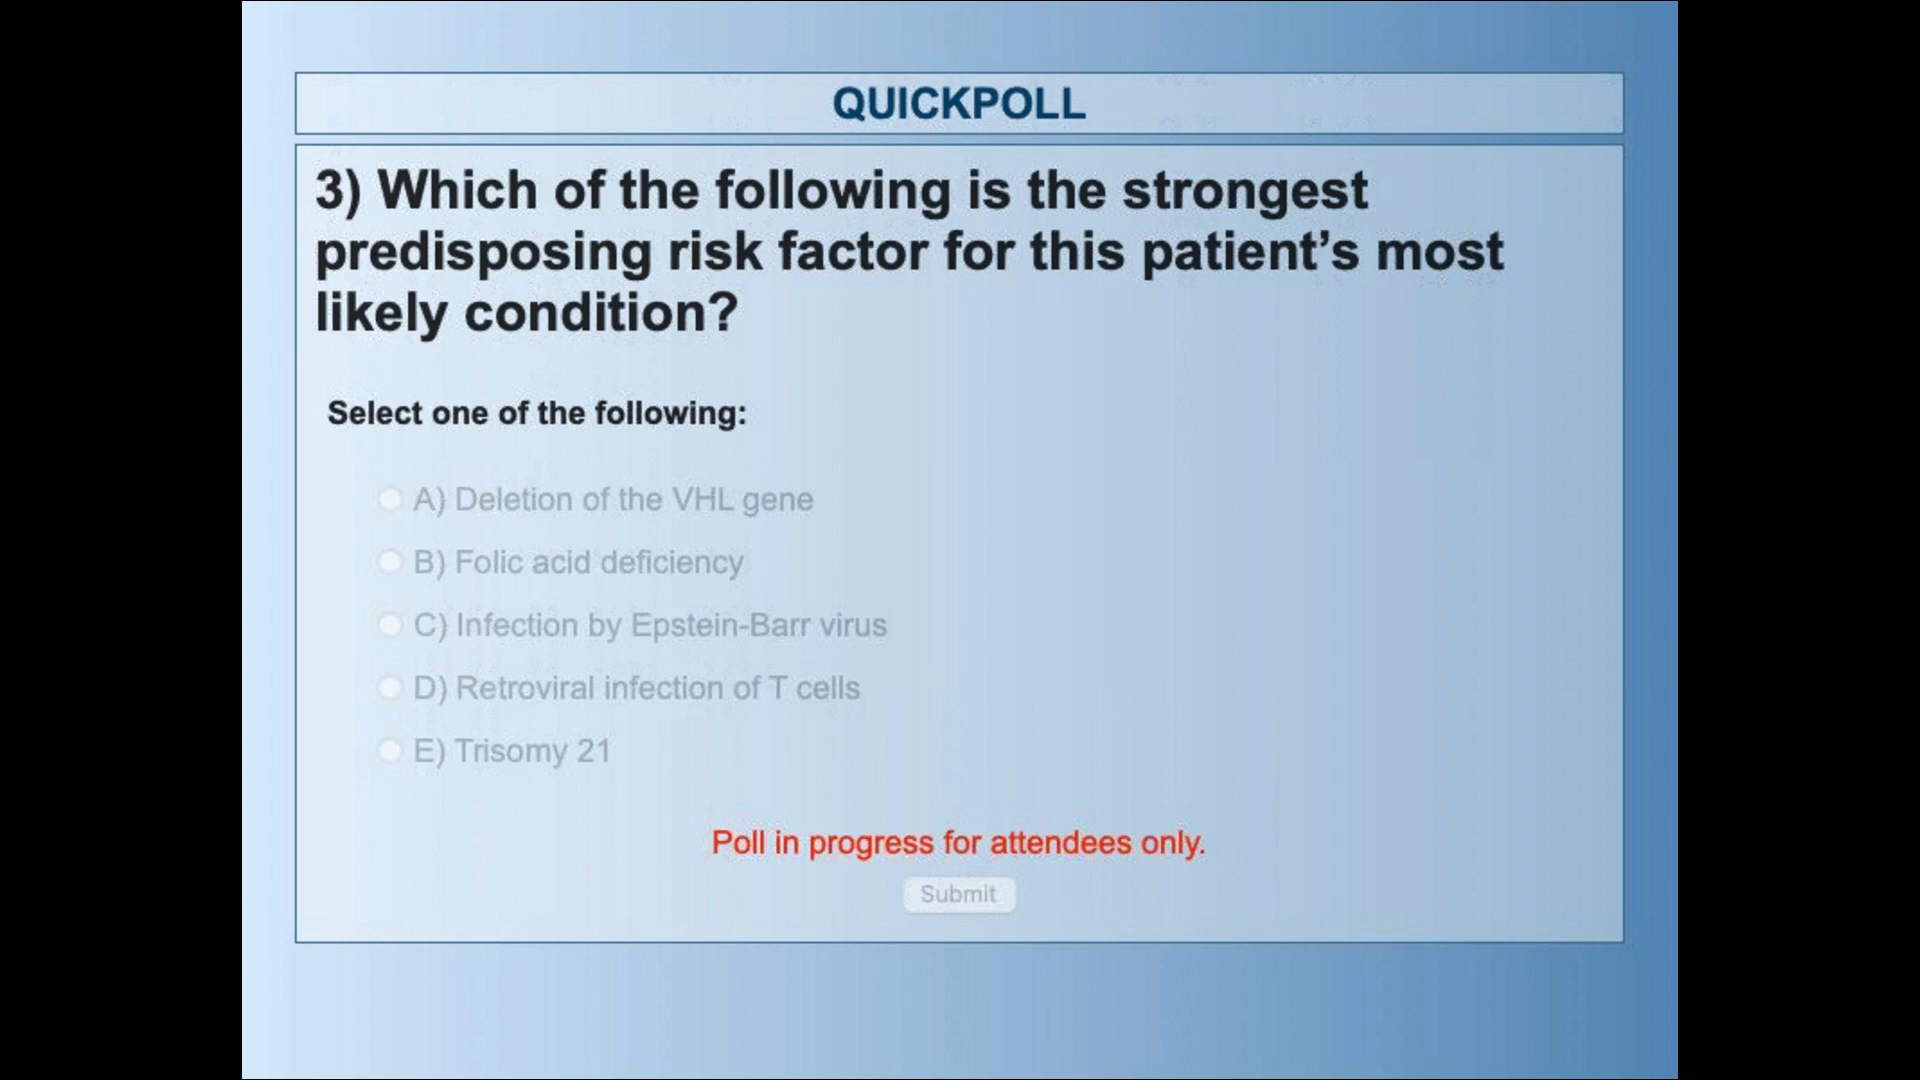 QUICKPOLL
3) Which of the following is the strongest
predisposing risk factor for this patient’s most
likely condition?
Select one of the following:
A) Deletion of the VHL gene
B) Folic acid deficiency
C) Infection by Epstein-Barr virus
D) Retroviral infection of T cells
E) Trisomy 21
Poll in progress for attendees only.
Submit